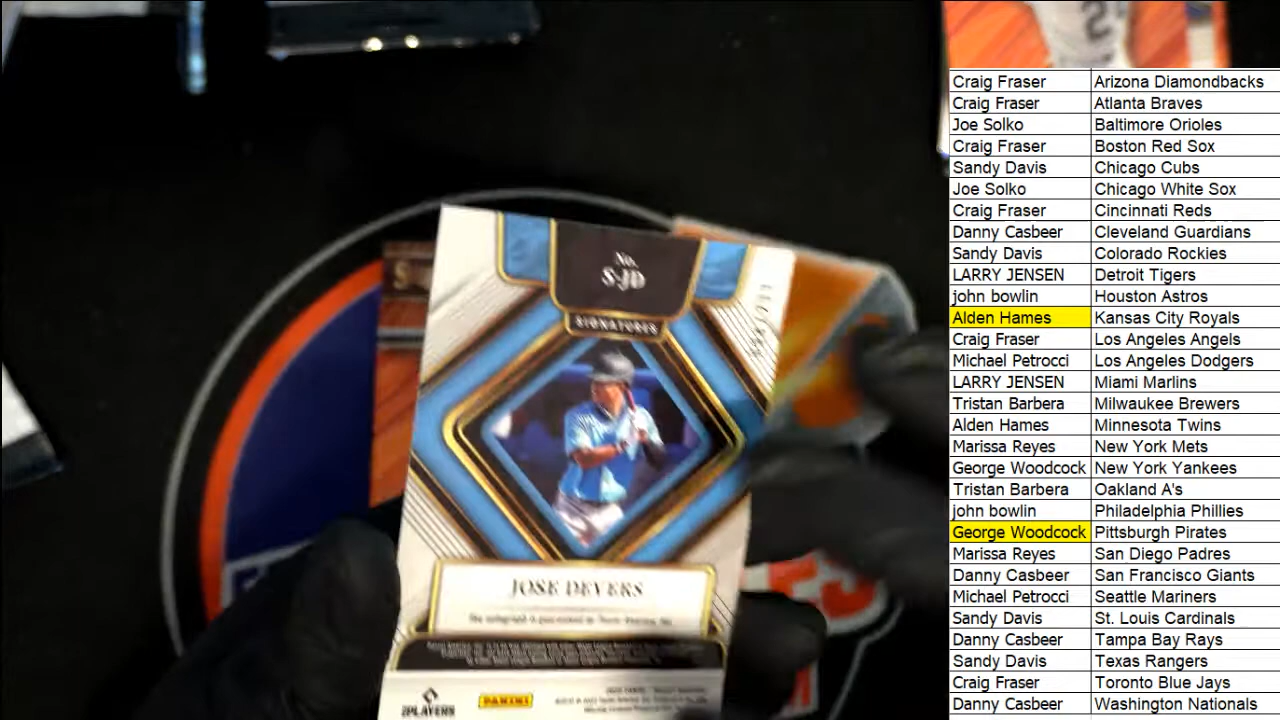 No.
S-JD
SIGNATURES
JOSE DEVERS
PANINI
PLAYERS
Craig Fraser Arizona Diamondbacks
Craig Fraser Atlanta Braves
Joe Solko Baltimore Orioles
Craig Fraser Boston Red Sox
Sandy Davis Chicago Cubs
Joe Solko Chicago White Sox
Craig Fraser Cincinnati Reds
Danny Casbeer Cleveland Guardians
Sandy Davis Colorado Rockies
LARRY JENSEN Detroit Tigers
john bowlin Houston Astros
Alden Hames Kansas City Royals
Craig Fraser Los Angeles Angels
Michael Petrocci Los Angeles Dodgers
LARRY JENSEN Miami Marlins
Tristan Barbera Milwaukee Brewers
Alden Hames Minnesota Twins
Marissa Reyes New York Mets
George Woodcock New York Yankees
Tristan Barbera Oakland A's
john bowlin Philadelphia Phillies
George Woodcock Pittsburgh Pirates
Marissa Reyes San Diego Padres
Danny Casbeer San Francisco Giants
Michael Petrocci Seattle Mariners
Sandy Davis St. Louis Cardinals
Danny Casbeer Tampa Bay Rays
Sandy Davis Texas Rangers
Craig Fraser Toronto Blue Jays
Danny Casbeer Washington Nationals